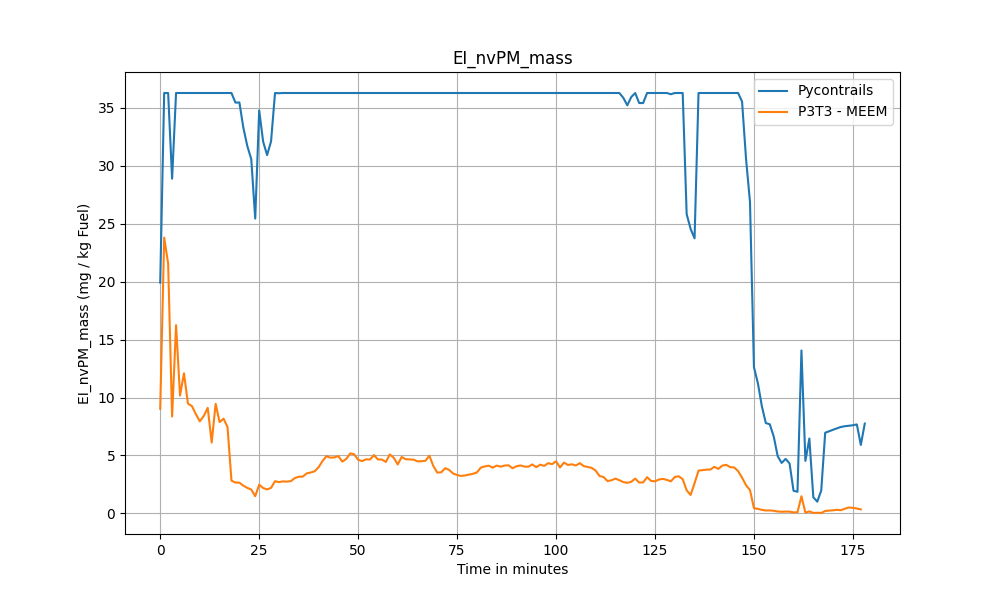 EI_nvPM_mass
Pycontrails
P3T3 - MEEM
EI_nvPM_mass (mg / kg Fuel)
35
30
25
20
15
10
5
0
0 25 50 75 100 125 150 175
Time in minutes